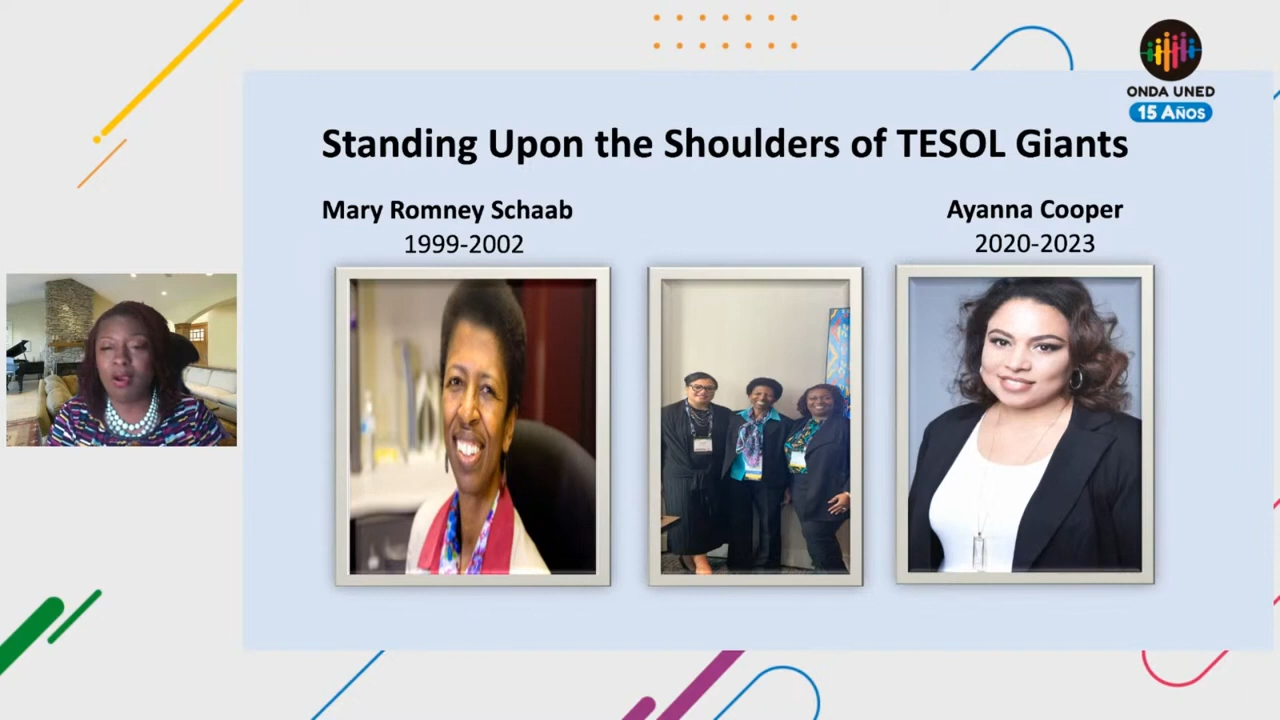 ONDA UNED
15 AÑOS
Standing Upon the Shoulders of TESOL Giants
Mary Romney Schaab
1999-2002
Ayanna Cooper
2020-2023